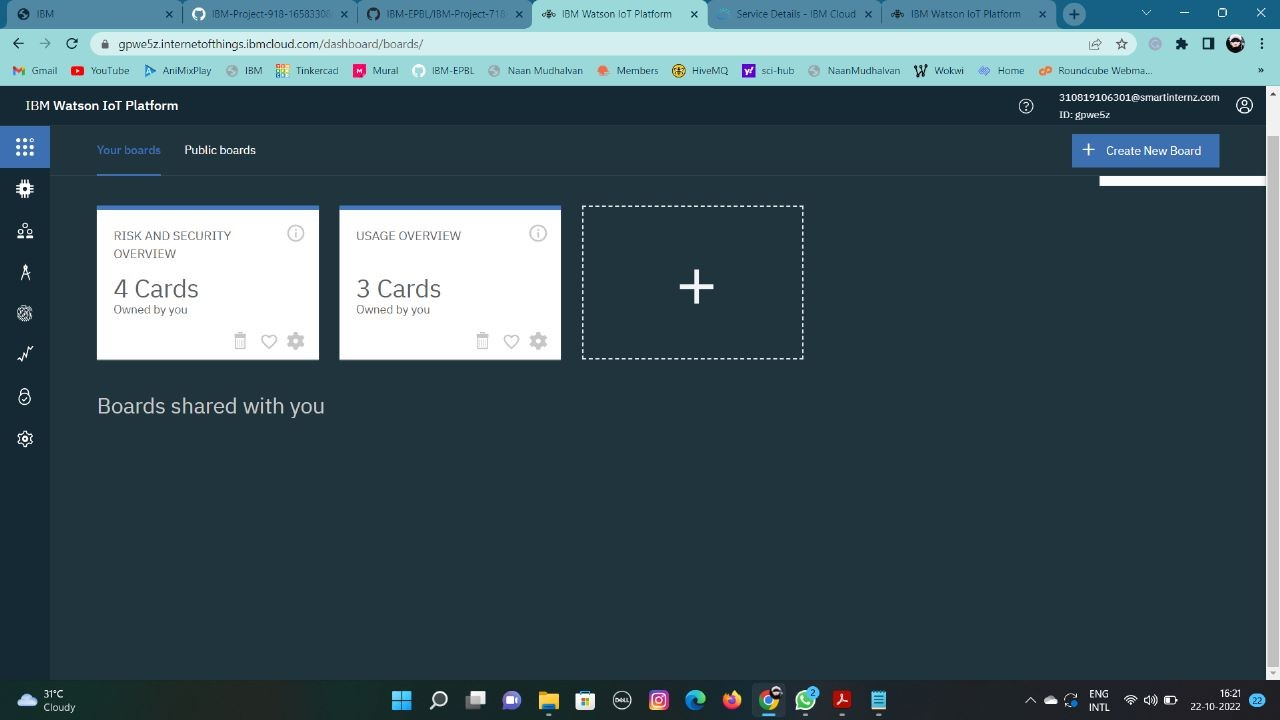 IBM
IBM-Project-918-16583308
IBM-EPBL/IBM-Project-718
IBM Watson IoT Platform
Service Details - IBM Cloud
IBM Watson IoT Platform
gpwe5z.internetofthings.ibmcloud.com/dashboard/boards/
Gmail
YouTube
AniMixPlay
IBM
Tinkercad
Mural
IBM-EPBL
Naan Mudhalvan
Members
HiveMQ
sci-hub
NaanMudhalvan
Wokwi
Home
Roundcube Webma...
IBM Watson IoT Platform
310819106301@smartinternz.com
ID: gpwe5z
Your boards
Public boards
Create New Board
RISK AND SECURITY
OVERVIEW
4 Cards
Owned by you
USAGE OVERVIEW
3 Cards
Owned by you
Boards shared with you
31°C
Cloudy
DELL
2
ENG
INTL
16:21
22-10-2022
22